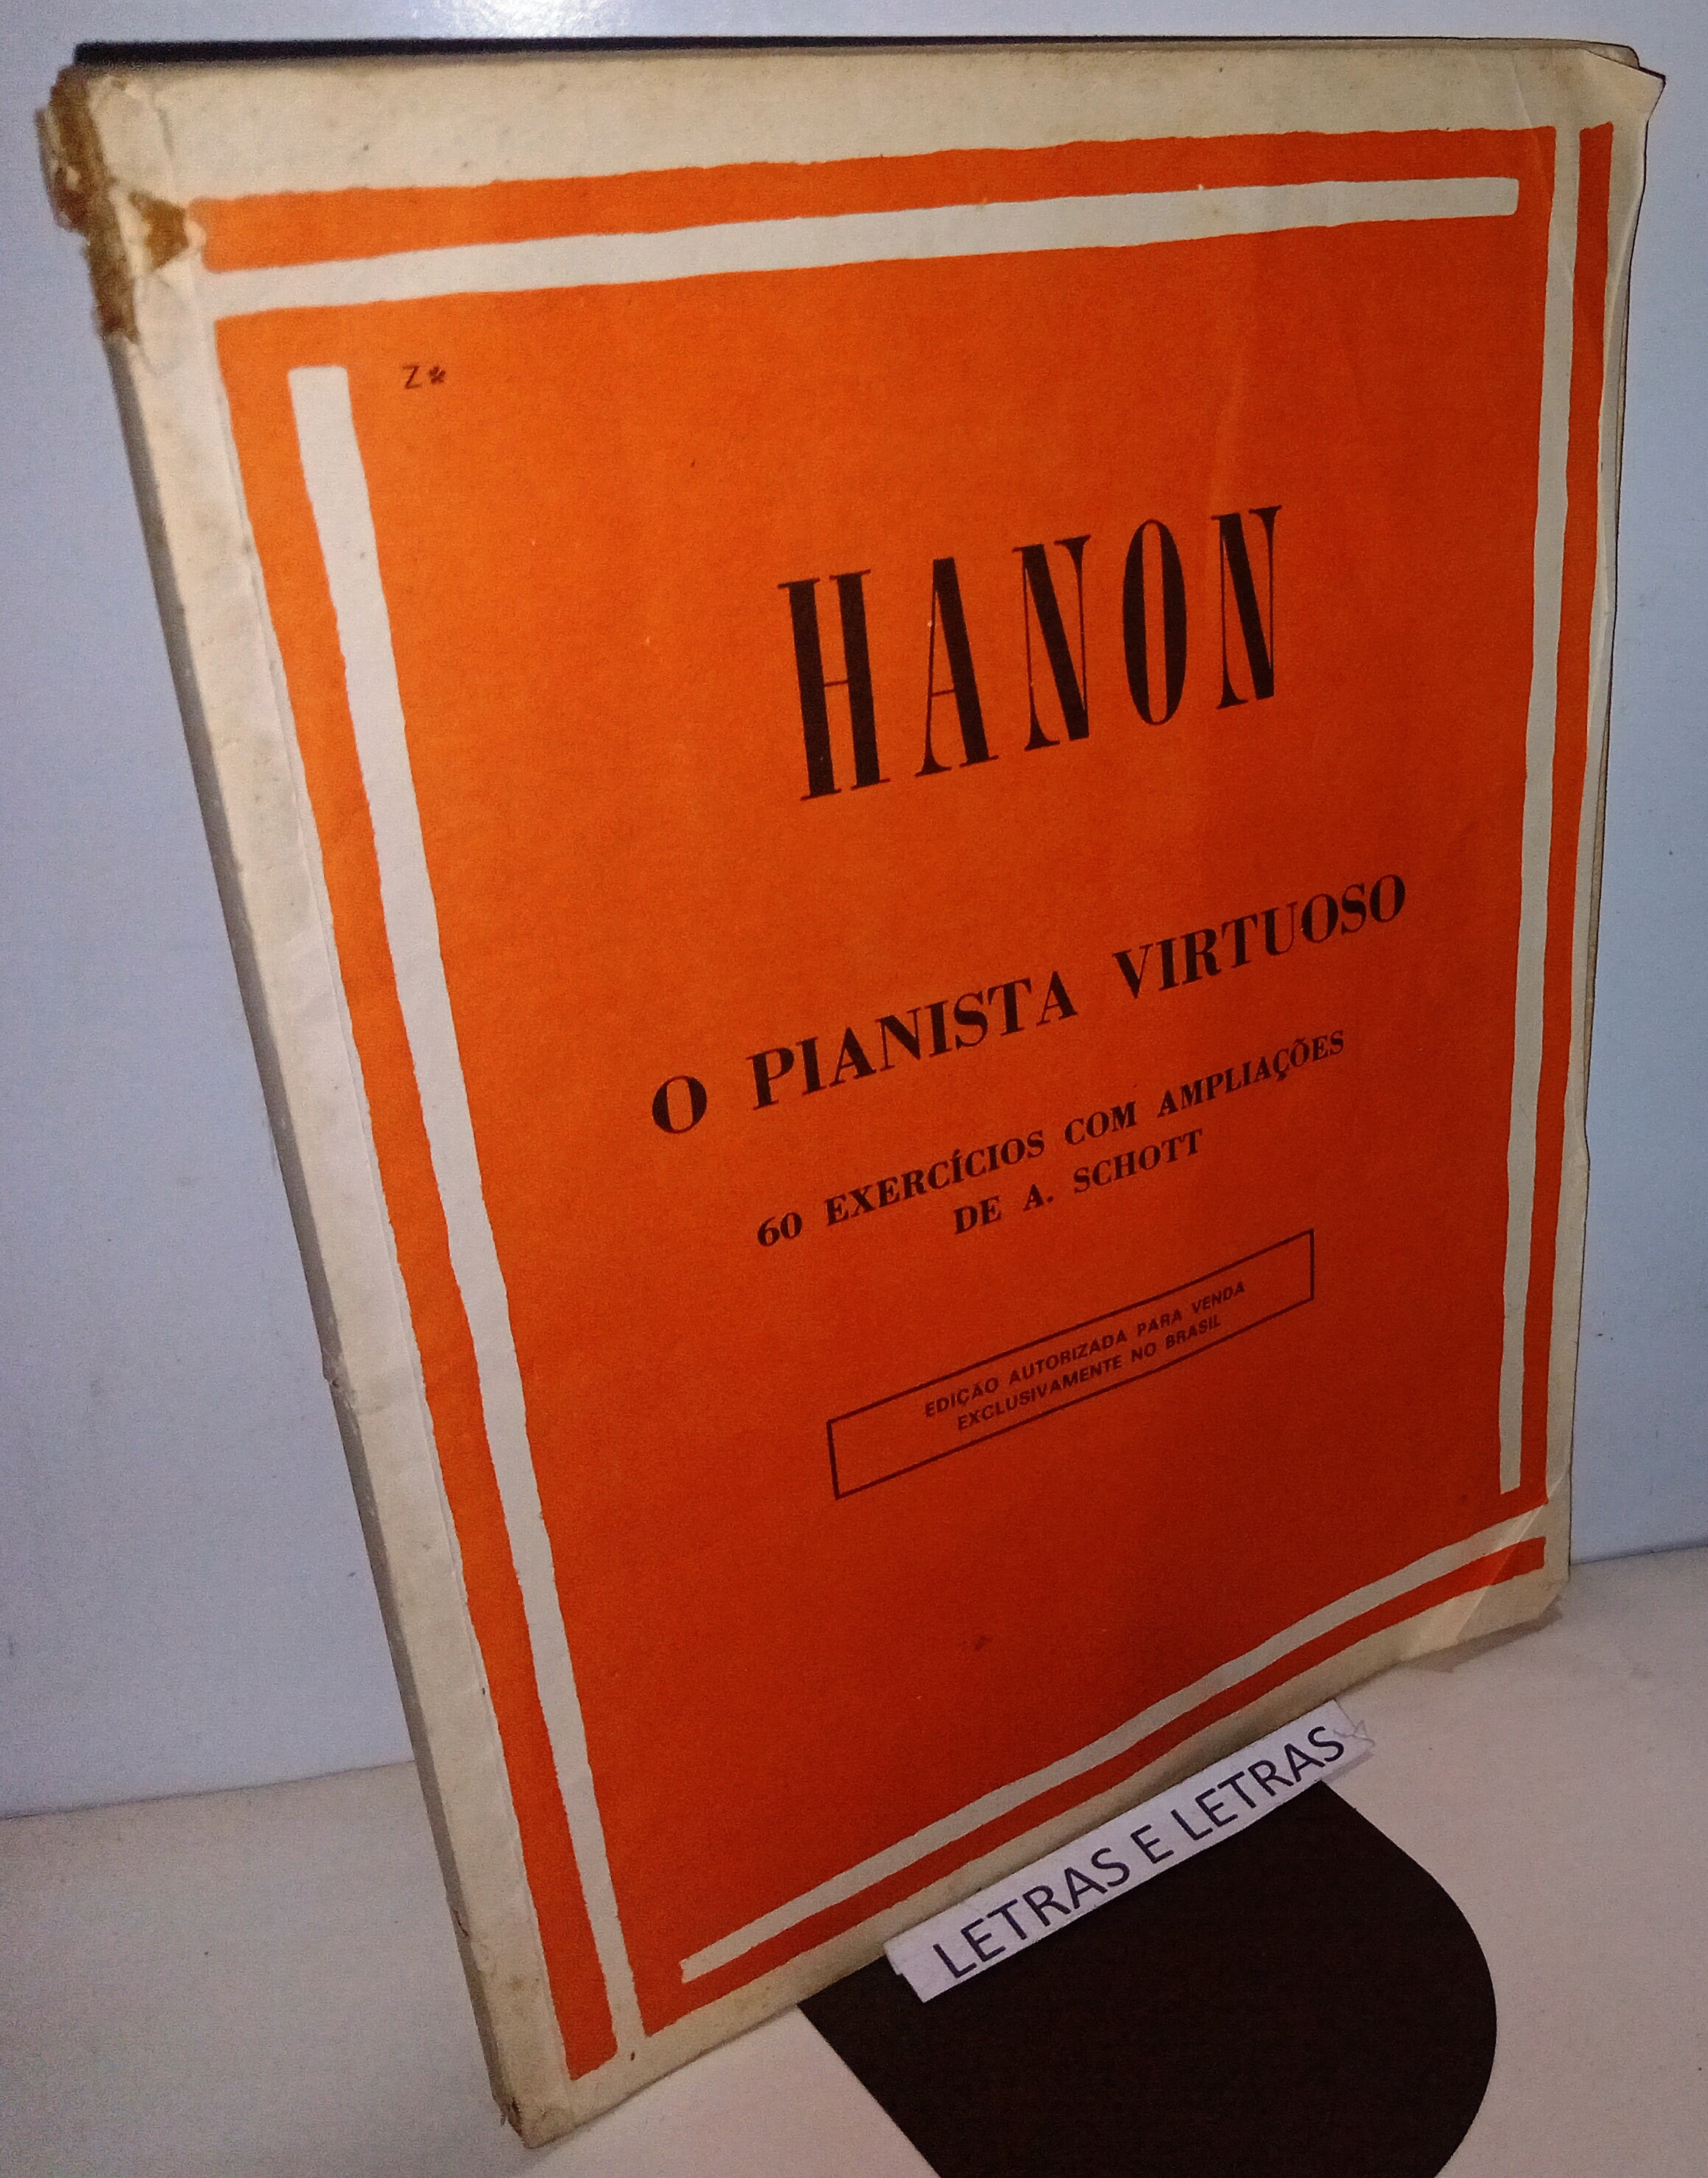 Z*
HANON
O PIANISTA VIRTUOSO
60 EXERCÍCIOS COM AMPLIAÇÕES
DE A. SCHOTT
EDIÇÃO AUTORIZADA PARA VENDA
EXCLUSIVAMENTE NO BRASIL
LETRAS E LETRAS